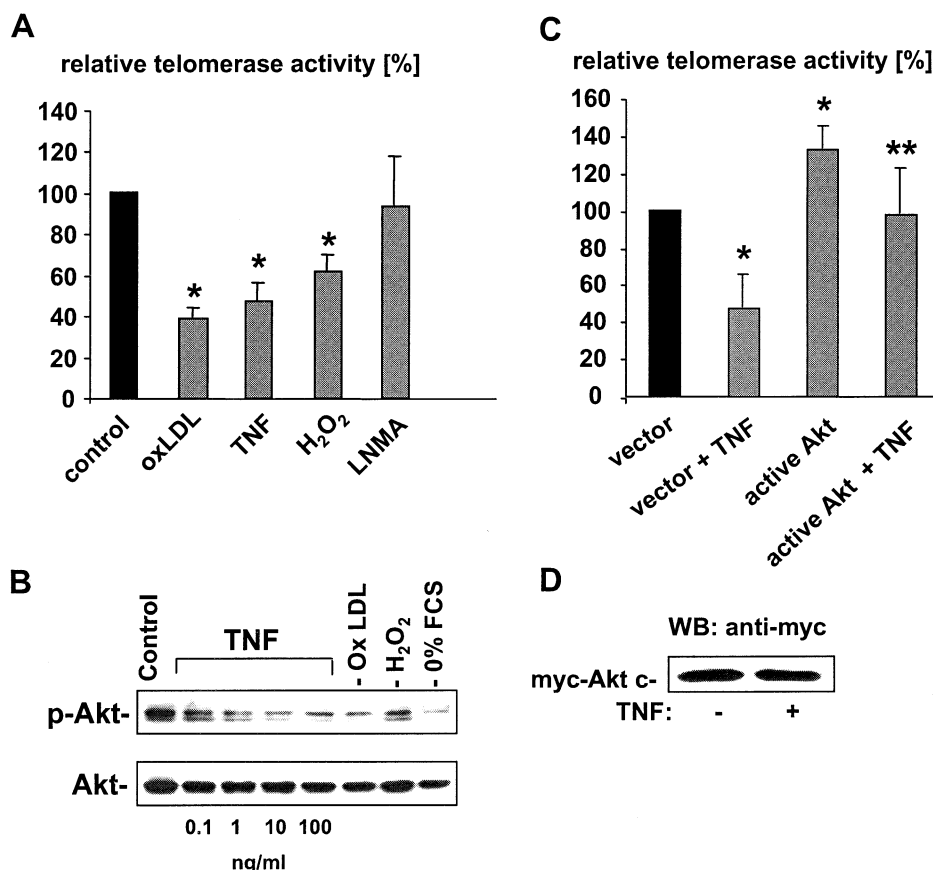 A
relative telomerase activity [%]
140
120
100
80
60
40
20
0
*
*
*
control
oxLDL
TNF
H₂O₂
LNMA
C
relative telomerase activity [%]
160
140
120
100
80
60
40
20
0
*
*
**
vector
vector + TNF
active Akt
active Akt + TNF
B
Control
TNF
- Ox LDL
- H₂O₂
- 0% FCS
p-Akt-
Akt-
0.1 1 10 100
ng/ml
D
WB: anti-myc
myc-Akt c-
TNF: - +